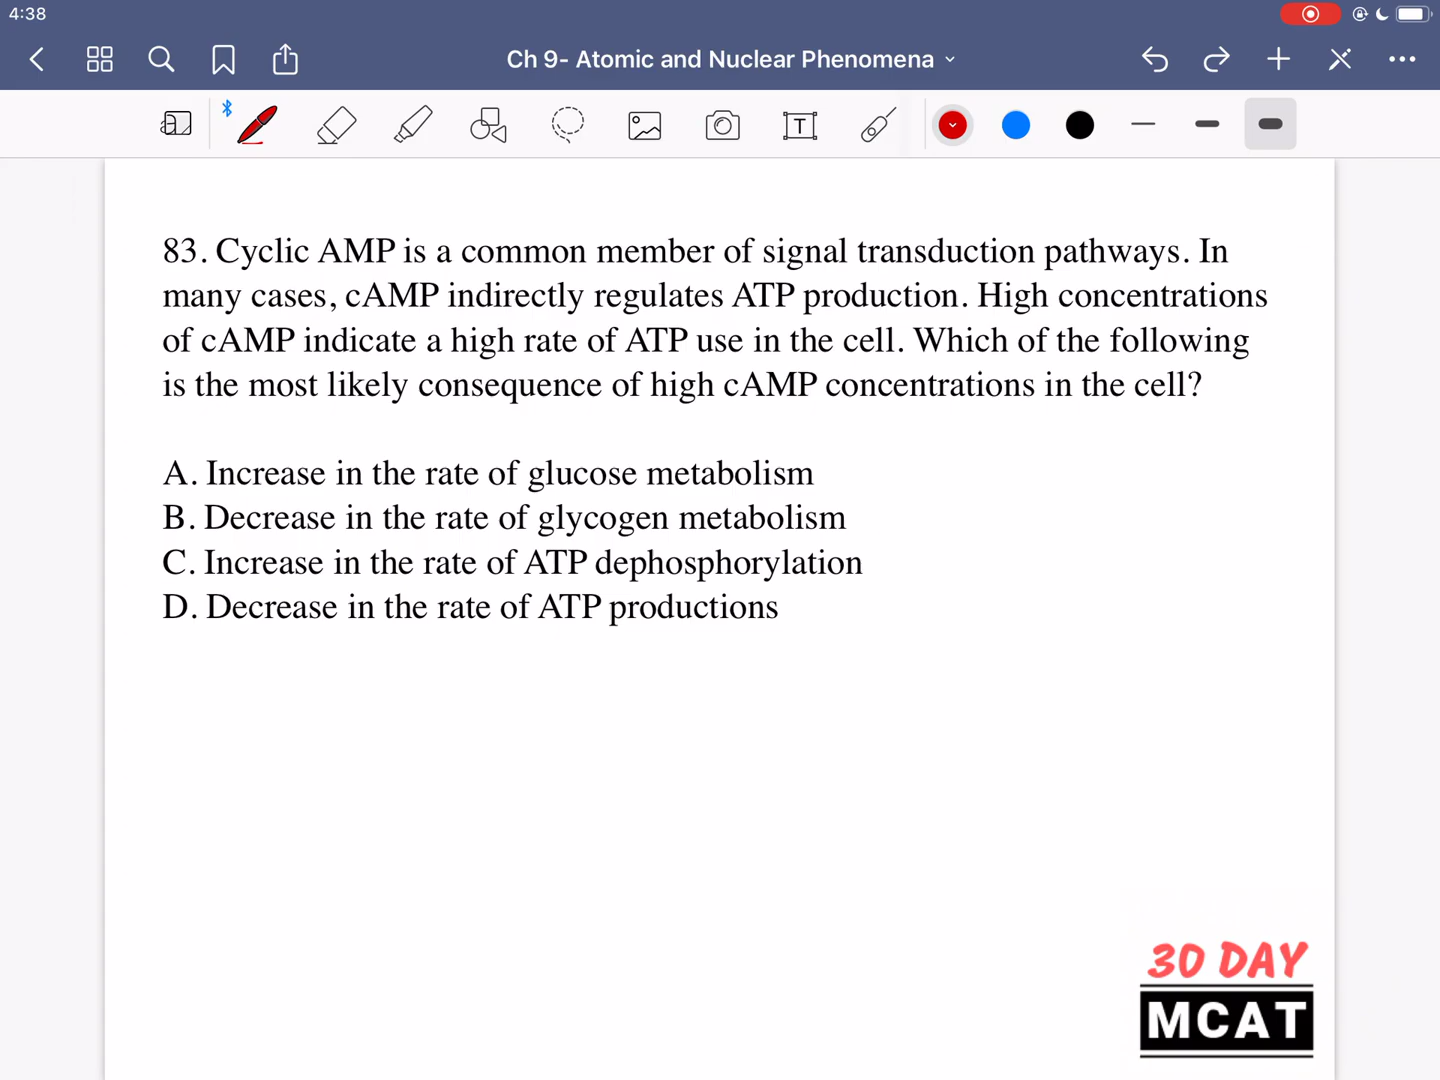 4:38
Ch 9- Atomic and Nuclear Phenomena
83. Cyclic AMP is a common member of signal transduction pathways. In
many cases, cAMP indirectly regulates ATP production. High concentrations
of cAMP indicate a high rate of ATP use in the cell. Which of the following
is the most likely consequence of high cAMP concentrations in the cell?
A. Increase in the rate of glucose metabolism
B. Decrease in the rate of glycogen metabolism
C. Increase in the rate of ATP dephosphorylation
D. Decrease in the rate of ATP productions
30 DAY
MCAT